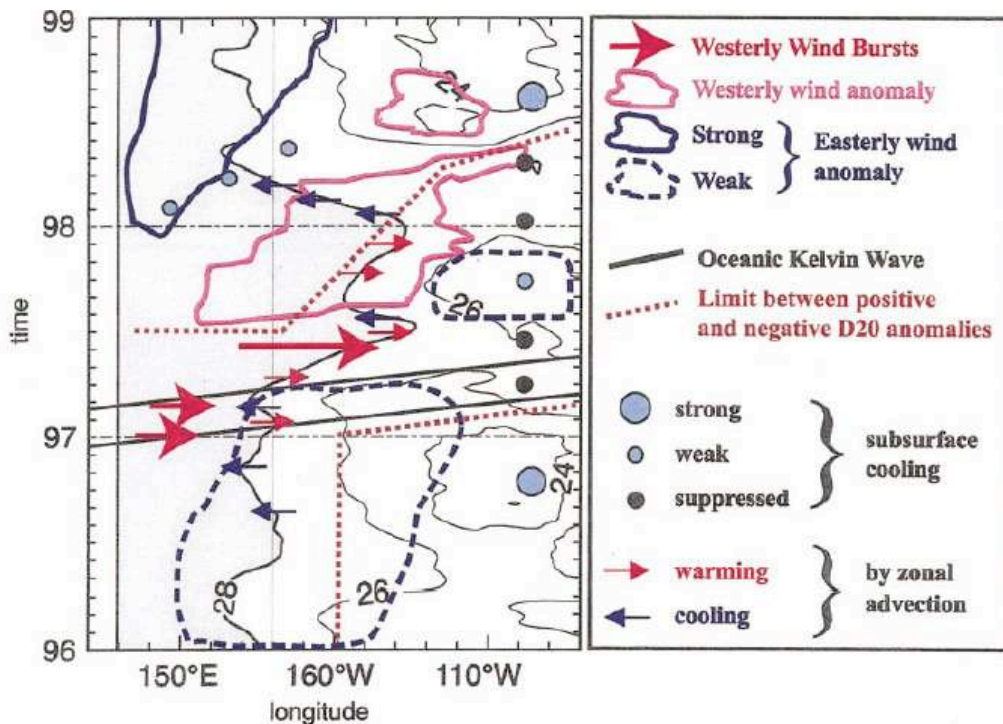 99
98
97
96
time
150°E
160°W
110°W
longitude
24
26
24
26
28
Westerly Wind Bursts
Westerly wind anomaly
Strong
Weak
Easterly wind
anomaly
Oceanic Kelvin Wave
Limit between positive
and negative D20 anomalies
strong
weak
suppressed
subsurface
cooling
warming
cooling
by zonal
advection